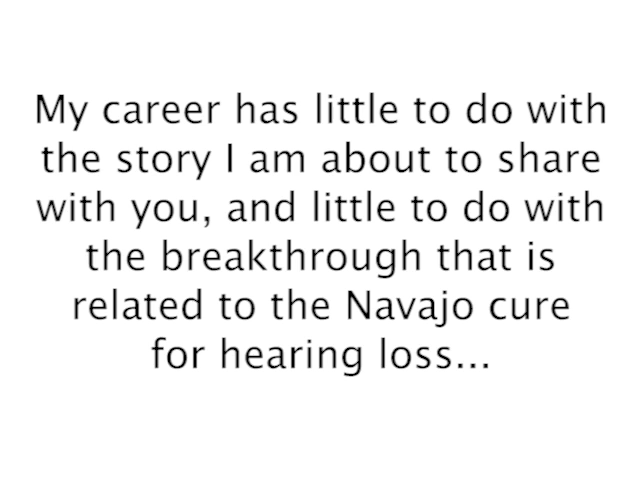 My career has little to do with
the story I am about to share
with you, and little to do with
the breakthrough that is
related to the Navajo cure
for hearing loss...